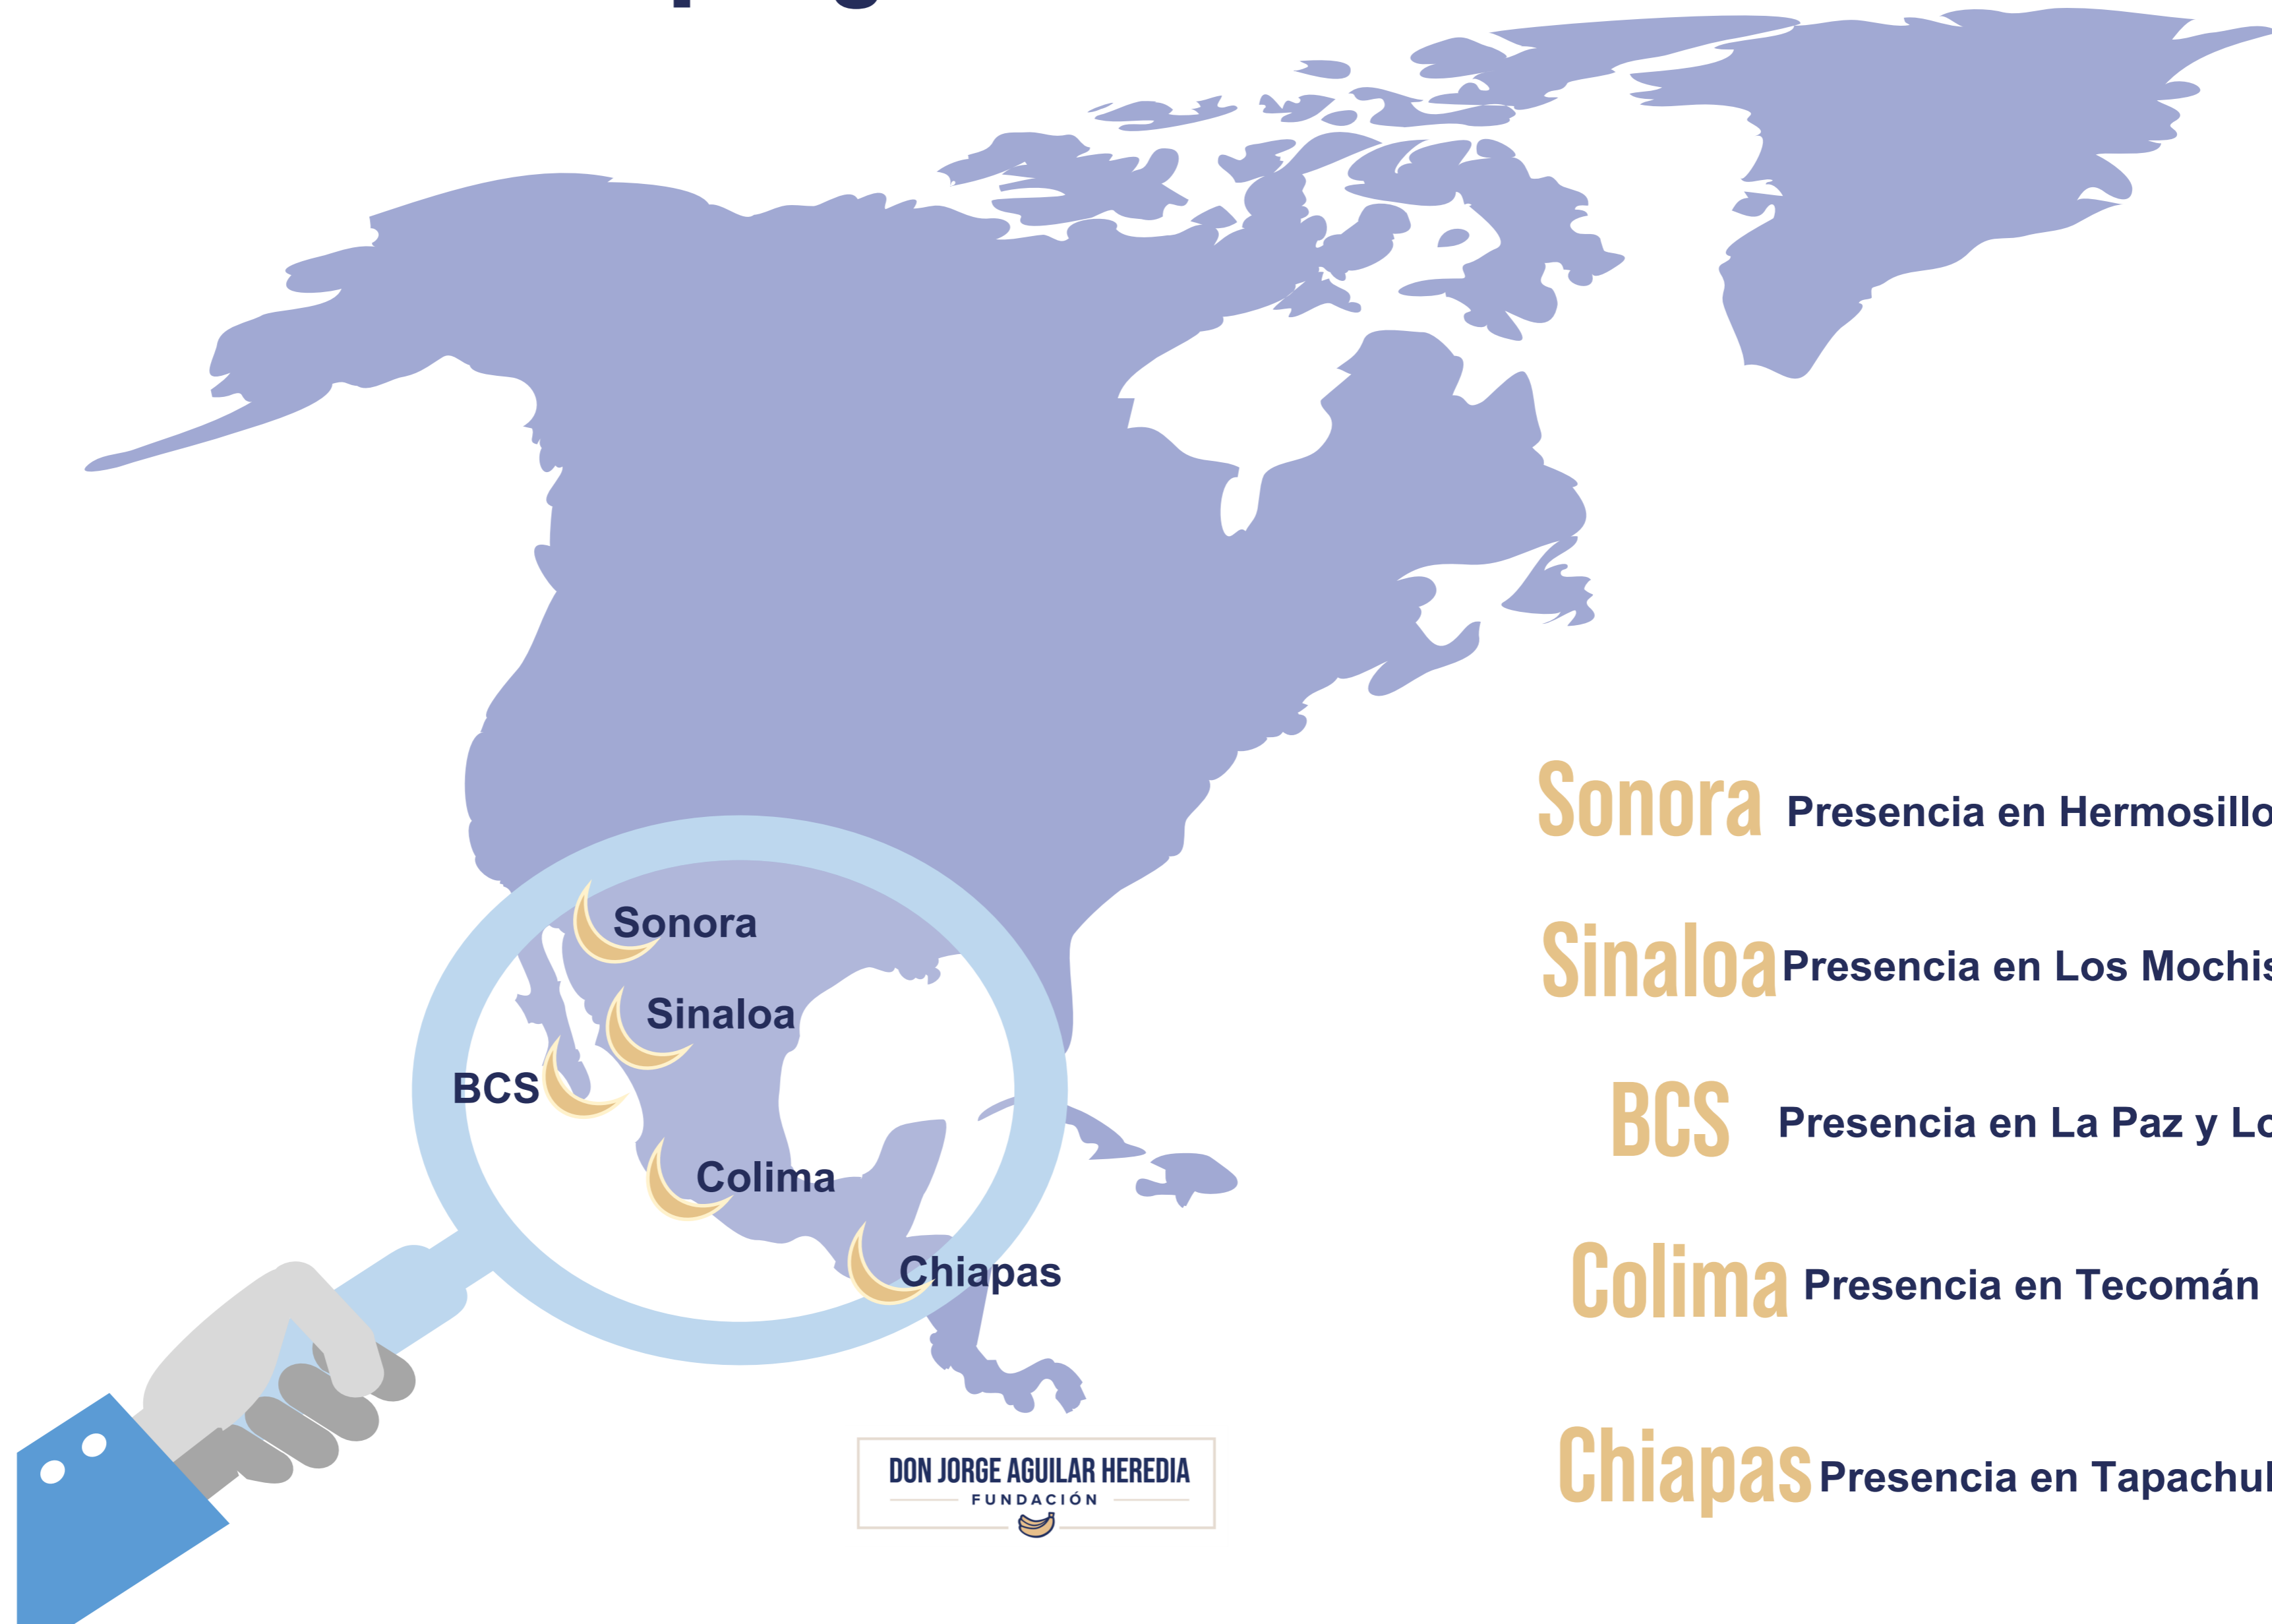 Sonora
Sinaloa
BCS
Colima
Chiapas
Sonora Presencia en Hermosillo
Sinaloa Presencia en Los Mochis
BCS Presencia en La Paz y
Colima Presencia en Tecomán
Chiapas Presencia en
DON JORGE AGUILAR HEREDIA
FUNDACIÓN